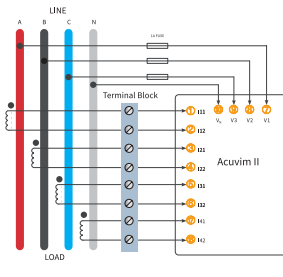 LINE
A B C N
1A FUSE
Terminal Block
Vn V3 V2 V1
I11
I12
I21
I22
I31
I32
I41
I42
Acuvim II
LOAD